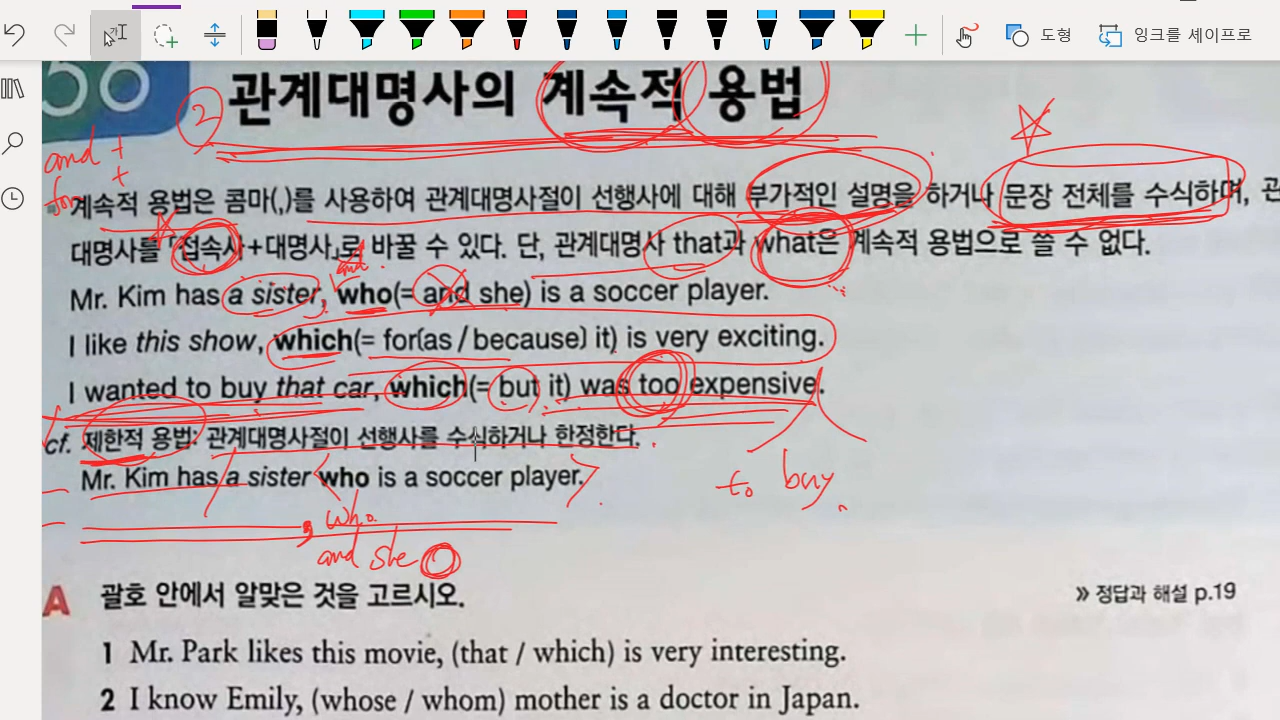 도형 잉크를 셰이프로
56 관계대명사의 계속적 용법
2
and +
for +
계속적 용법은 콤마(,)를 사용하여 관계대명사절이 선행사에 대해 부가적인 설명을 하거나 문장 전체를 수식하며, 관
대명사를 「접속사+대명사」로 바꿀 수 있다. 단, 관계대명사 that과 what은 계속적 용법으로 쓸 수 없다.
and
Mr. Kim has a sister, who(= and she) is a soccer player.
I like this show, which(= for(as / because) it) is very exciting.
I wanted to buy that car, which(= but it) was too expensive.
cf. 제한적 용법: 관계대명사절이 선행사를 수식하거나 한정한다.
Mr. Kim has a sister who is a soccer player.
to buy.
, who
and she
A 괄호 안에서 알맞은 것을 고르시오.
» 정답과 해설 p.19
1 Mr. Park likes this movie, (that / which) is very interesting.
2 I know Emily, (whose / whom) mother is a doctor in Japan.